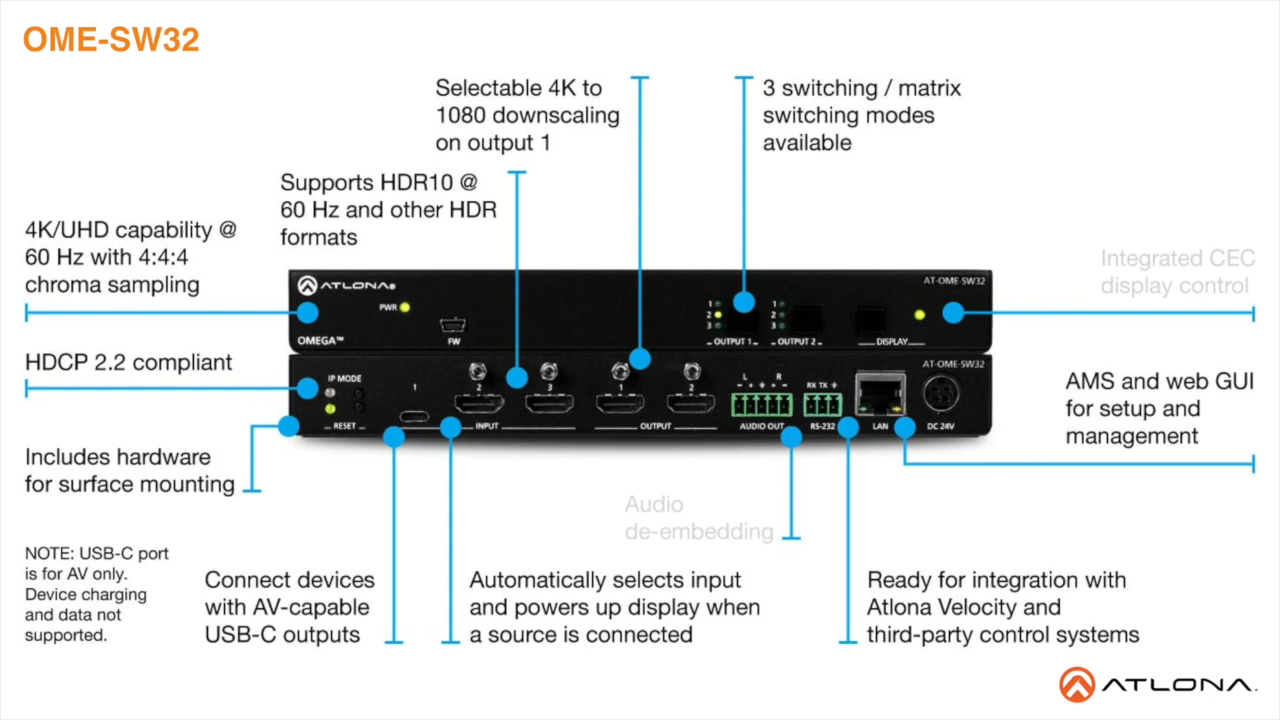 OME-SW32
Selectable 4K to
1080 downscaling
on output 1
3 switching / matrix
switching modes
available
Supports HDR10 @
60 Hz and other HDR
formats
4K/UHD capability @
60 Hz with 4:4:4
chroma sampling
Integrated CEC
display control
HDCP 2.2 compliant
AMS and web GUI
for setup and
management
Includes hardware
for surface mounting
ATLONA®
AT-OME-SW32
PWR
FW
OMEGA™
1
2
3
OUTPUT 1
1
2
3
OUTPUT 2
DISPLAY
AT-OME-SW32
IP MODE
RESET
1
2
3
INPUT
1
2
OUTPUT
L R
– + + –
AUDIO OUT
RX TX
RS-232
LAN
DC 24V
Audio
de-embedding
NOTE: USB-C port
is for AV only.
Device charging
and data not
supported.
Connect devices
with AV-capable
USB-C outputs
Automatically selects input
and powers up display when
a source is connected
Ready for integration with
Atlona Velocity and
third-party control systems
ATLONA.